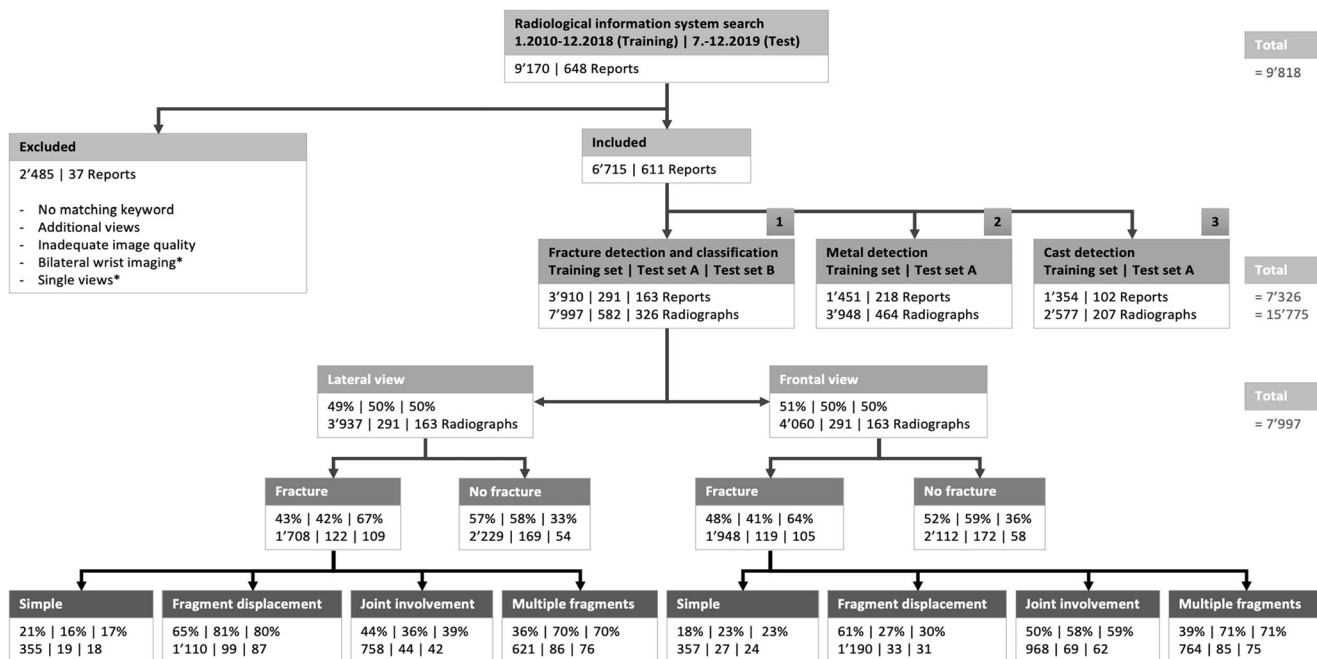 Radiological information system search
1.2010-12.2018 (Training) | 7.-12.2019 (Test)
9’170 | 648 Reports
Total
= 9’818
Excluded
2’485 | 37 Reports
- No matching keyword
- Additional views
- Inadequate image quality
- Bilateral wrist imaging*
- Single views*
Included
6’715 | 611 Reports
1
Fracture detection and classification
Training set | Test set A | Test set B
3’910 | 291 | 163 Reports
7’997 | 582 | 326 Radiographs
2
Metal detection
Training set | Test set A
1’451 | 218 Reports
3’948 | 464 Radiographs
3
Cast detection
Training set | Test set A
1’354 | 102 Reports
2’577 | 207 Radiographs
Total
= 7’326
= 15’775
Lateral view
49% | 50% | 50%
3’937 | 291 | 163 Radiographs
Frontal view
51% | 50% | 50%
4’060 | 291 | 163 Radiographs
Total
= 7’997
Fracture
43% | 42% | 67%
1’708 | 122 | 109
No fracture
57% | 58% | 33%
2’229 | 169 | 54
Fracture
48% | 41% | 64%
1’948 | 119 | 105
No fracture
52% | 59% | 36%
2’112 | 172 | 58
Simple
21% | 16% | 17%
355 | 19 | 18
Fragment displacement
65% | 81% | 80%
1’110 | 99 | 87
Joint involvement
44% | 36% | 39%
758 | 44 | 42
Multiple fragments
36% | 70% | 70%
621 | 86 | 76
Simple
18% | 23% | 23%
357 | 27 | 24
Fragment displacement
61% | 27% | 30%
1’190 | 33 | 31
Joint involvement
50% | 58% | 59%
968 | 69 | 62
Multiple fragments
39% | 71% | 71%
764 | 85 | 75